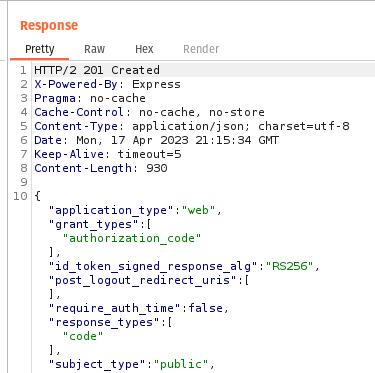 Response
Pretty Raw Hex Render
1 HTTP/2 201 Created
2 X-Powered-By: Express
3 Pragma: no-cache
4 Cache-Control: no-cache, no-store
5 Content-Type: application/json; charset=utf-8
6 Date: Mon, 17 Apr 2023 21:15:34 GMT
7 Keep-Alive: timeout=5
8 Content-Length: 930
9
10 {
"application_type":"web",
"grant_types":[
"authorization_code"
],
"id_token_signed_response_alg":"RS256",
"post_logout_redirect_uris":[
],
"require_auth_time":false,
"response_types":[
"code"
],
"subject_type":"public",